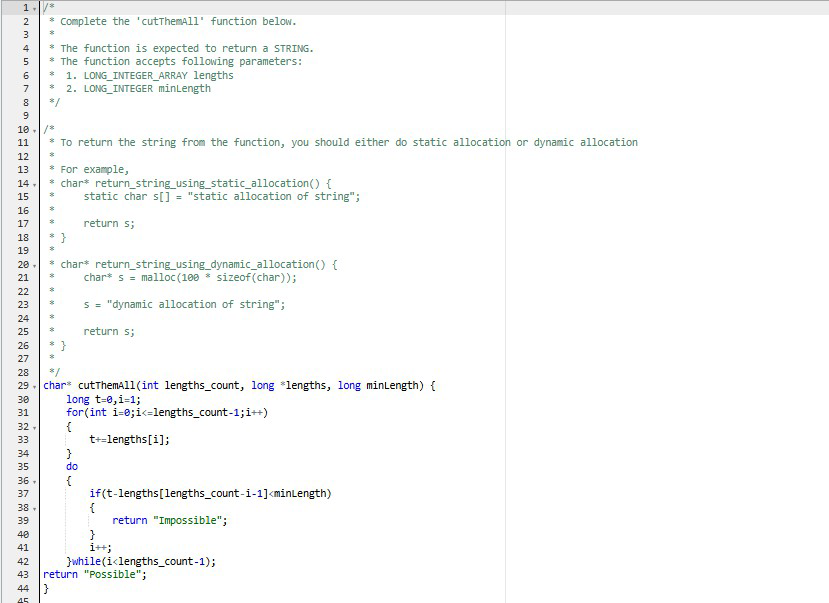 1 /*
2  * Complete the 'cutThemAll' function below.
3  *
4  * The function is expected to return a STRING.
5  * The function accepts following parameters:
6  *  1. LONG_INTEGER_ARRAY lengths
7  *  2. LONG_INTEGER minLength
8  */
9
10 /*
11  * To return the string from the function, you should either do static allocation or dynamic allocation
12  *
13  * For example,
14  * char* return_string_using_static_allocation() {
15  *     static char s[] = "static allocation of string";
16  *
17  *     return s;
18  * }
19  *
20  * char* return_string_using_dynamic_allocation() {
21  *     char* s = malloc(100 * sizeof(char));
22  *
23  *     s = "dynamic allocation of string";
24  *
25  *     return s;
26  * }
27  *
28  */
29 char* cutThemAll(int lengths_count, long *lengths, long minLength) {
30     long t=0,i=1;
31     for(int i=0;i<=lengths_count-1;i++)
32     {
33         t+=lengths[i];
34     }
35     do
36     {
37         if(t-lengths[lengths_count-i-1]<minLength)
38         {
39             return "Impossible";
40         }
41         i++;
42     }while(i<lengths_count-1);
43 return "Possible";
44 }
45